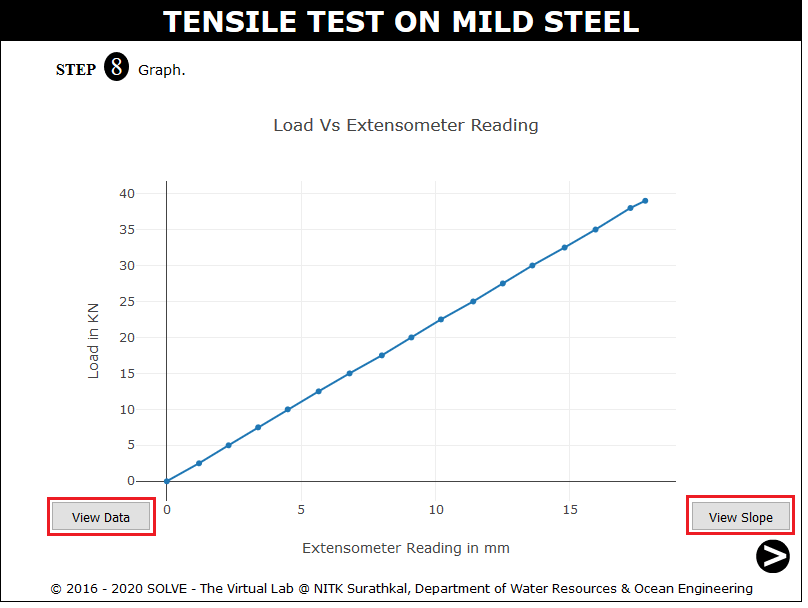 TENSILE TEST ON MILD STEEL
STEP 8 Graph.
Load Vs Extensometer Reading
40
35
30
25
20
15
10
5
0
Load in KN
0 5 10 15
View Data
View Slope
Extensometer Reading in mm
>
© 2016 - 2020 SOLVE - The Virtual Lab @ NITK Surathkal, Department of Water Resources & Ocean Engineering